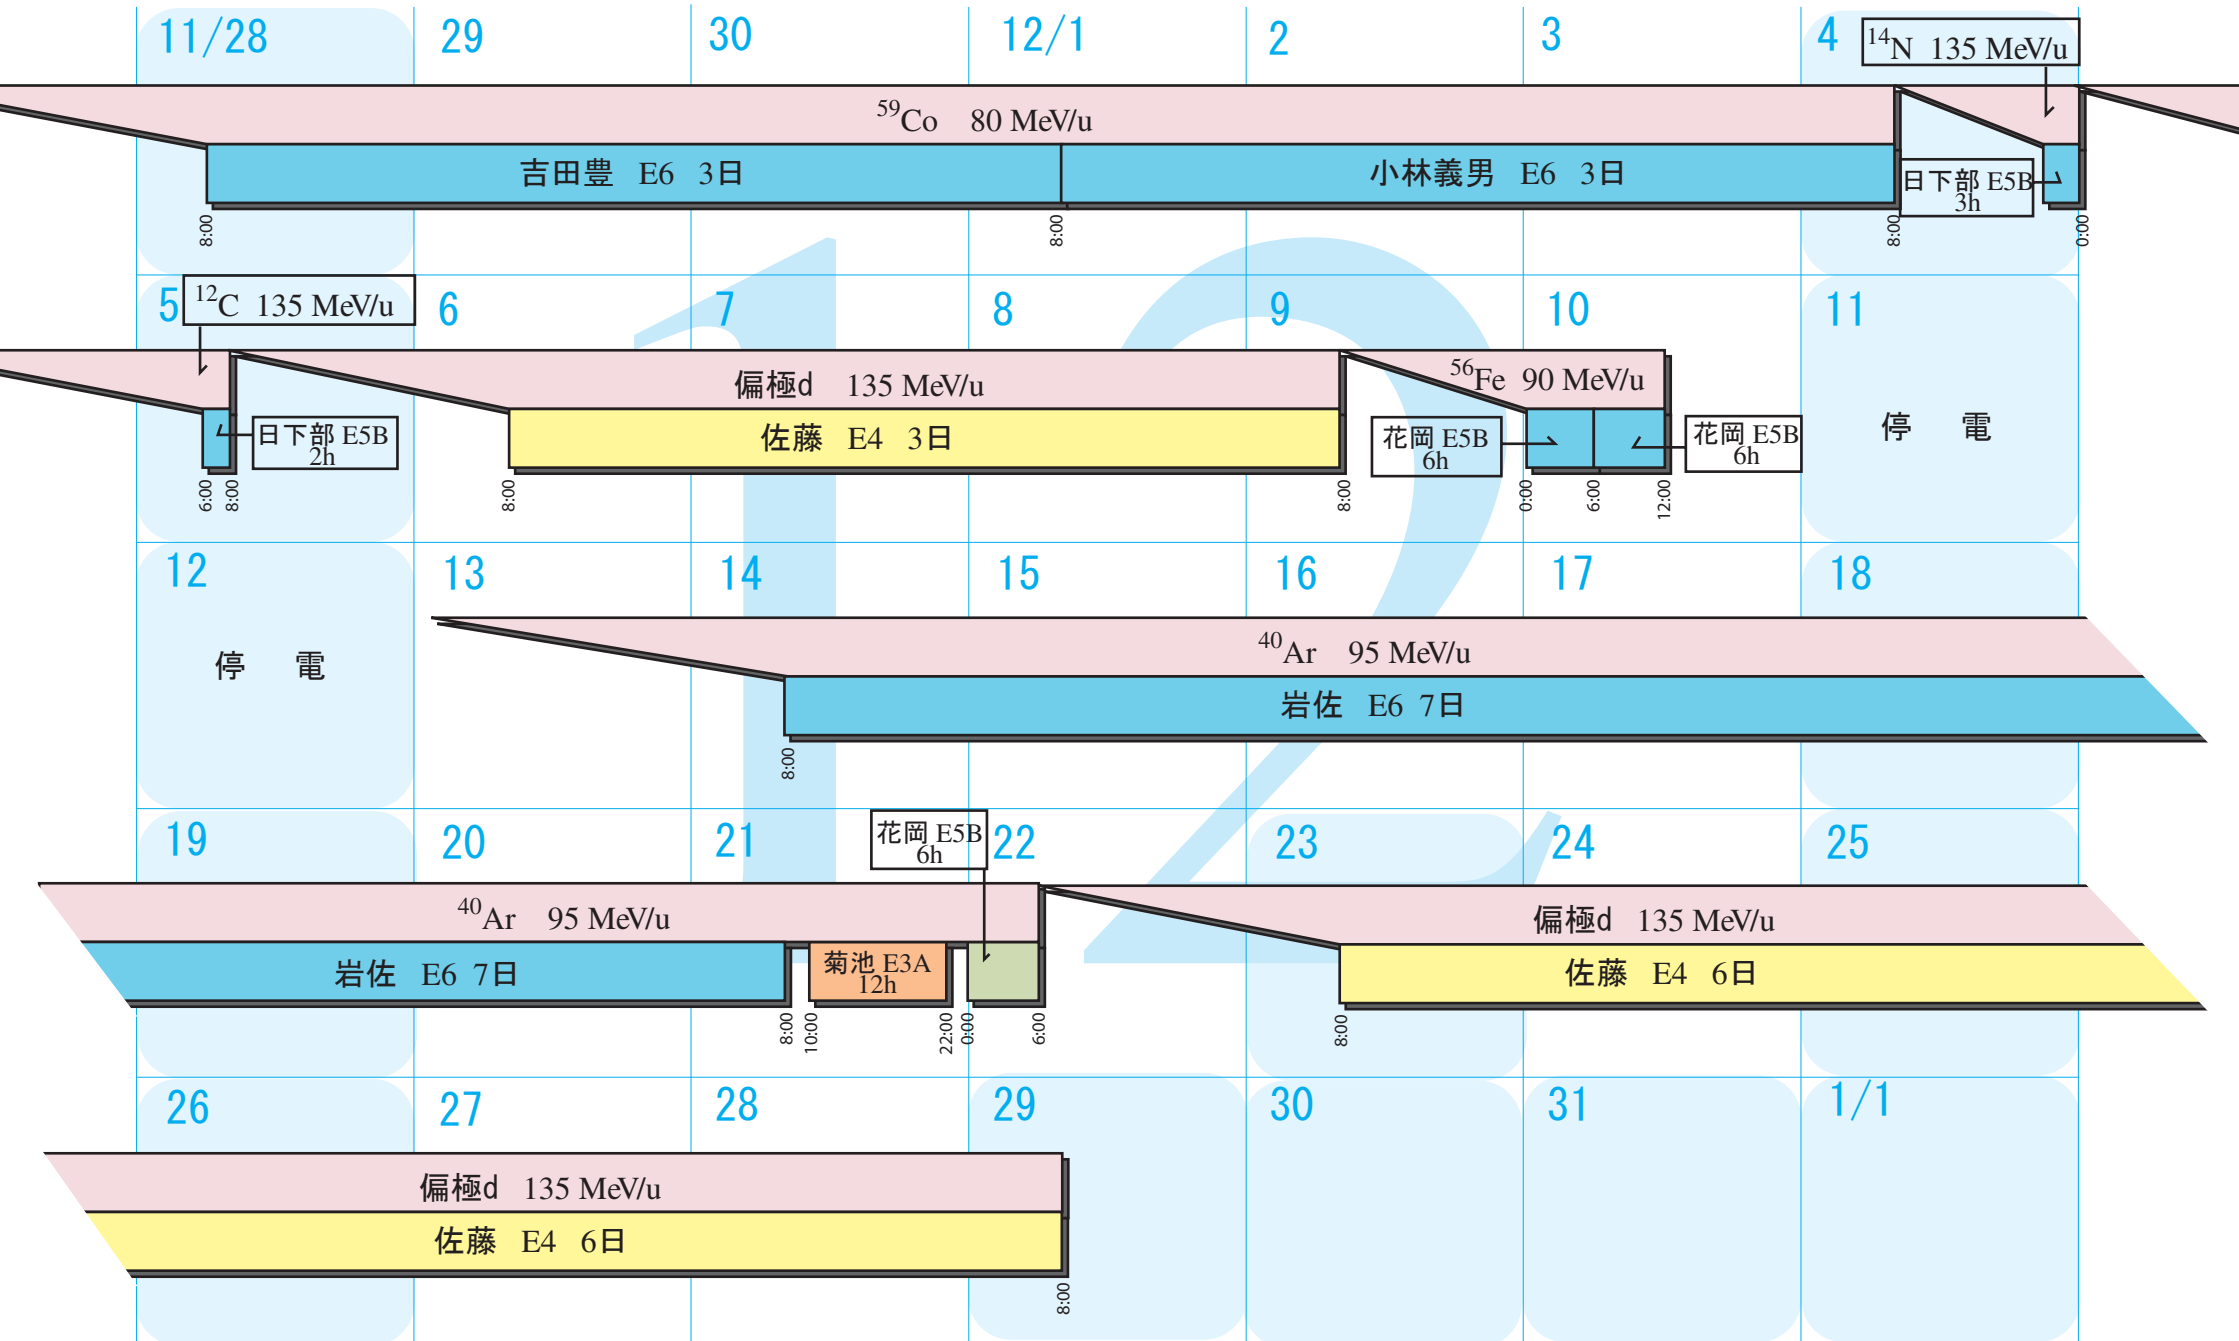 11/28 29 30 12/1 2 3 4
¹⁴N 135 MeV/u
⁵⁹Co 80 MeV/u
吉田豊 E6 3日
小林義男 E6 3日
日下部 E5B
3h
8:00 8:00 8:00 0:00
5 6 7 8 9 10 11
¹²C 135 MeV/u
偏極d 135 MeV/u
⁵⁶Fe 90 MeV/u
日下部 E5B
2h
佐藤 E4 3日
花岡 E5B
6h
花岡 E5B
6h
停 電
6:00 8:00 8:00 8:00 0:00 6:00 12:00
12 13 14 15 16 17 18
停 電
⁴⁰Ar 95 MeV/u
岩佐 E6 7日
8:00
19 20 21 22 23 24 25
花岡 E5B
6h
⁴⁰Ar 95 MeV/u
偏極d 135 MeV/u
岩佐 E6 7日
菊池 E3A
12h
佐藤 E4 6日
8:00 10:00 22:00 0:00 6:00 8:00
26 27 28 29 30 31 1/1
偏極d 135 MeV/u
佐藤 E4 6日
8:00
12